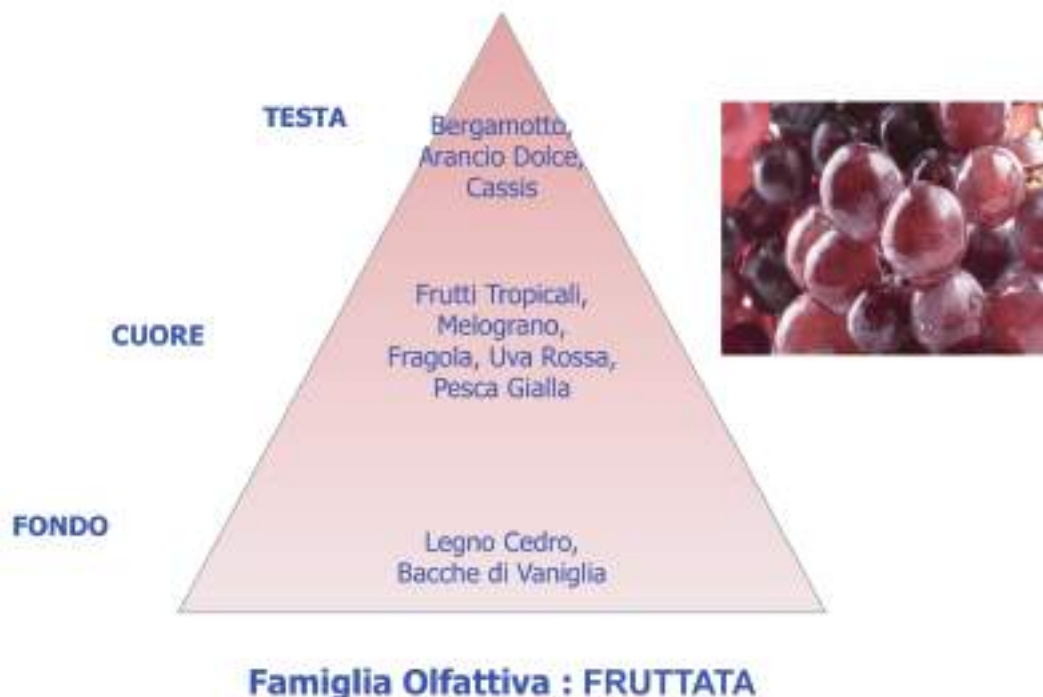 TESTA
Bergamotto,
Arancio Dolce,
Cassis
CUORE
Frutti Tropicali,
Melograno,
Fragola, Uva Rossa,
Pesca Gialla
FONDO
Legno Cedro,
Bacche di Vaniglia
Famiglia Olfattiva : FRUTTATA